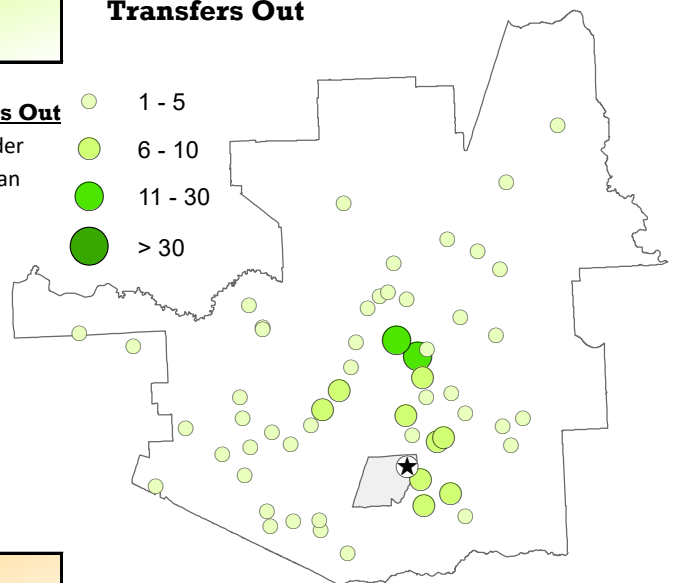 Transfers Out
1 - 5
s Out
6 - 10
der
an
11 - 30
> 30